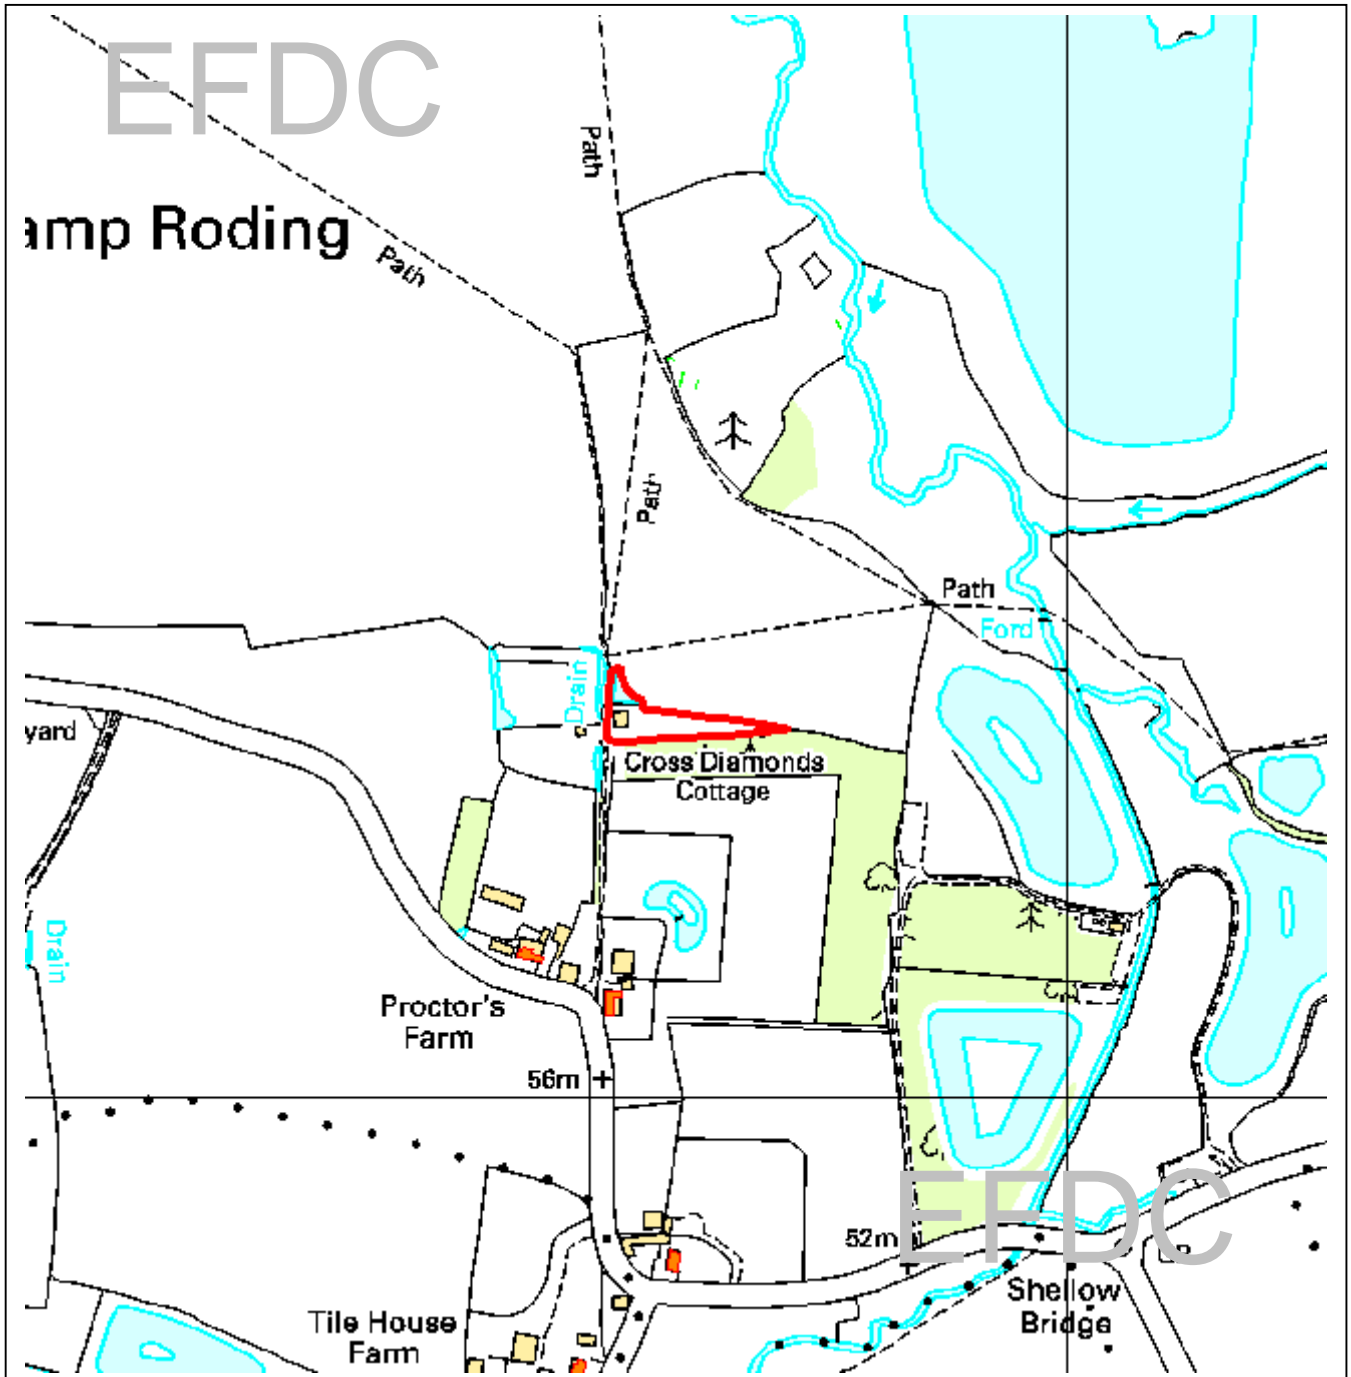 EFDC
Path
amp Roding
Path
Path
Path
Ford
Drain
yard
Cross Diamonds
Cottage
Drain
Proctor's
Farm
56m
EFDC
52m
Shellow
Bridge
Tile House
Farm